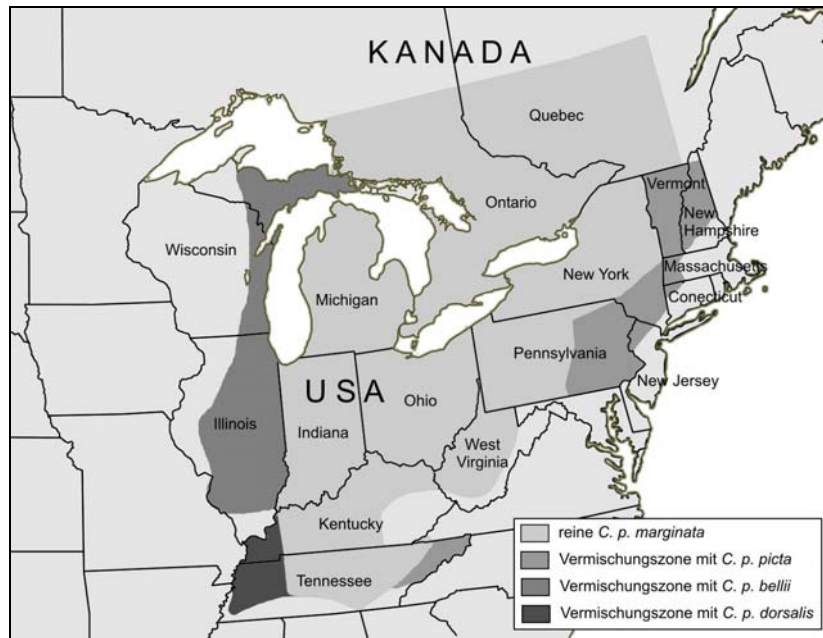 KANADA
Quebec
Vermont
Ontario
New
Hampshire
Wisconsin
Massachusetts
New York
Michigan
Conecticut
Pennsylvania
New Jersey
USA
Ohio
Illinois
Indiana
West
Virginia
Kentucky
Tennessee
reine C. p. marginata
Vermischungszone mit C. p. picta
Vermischungszone mit C. p. bellii
Vermischungszone mit C. p. dorsalis